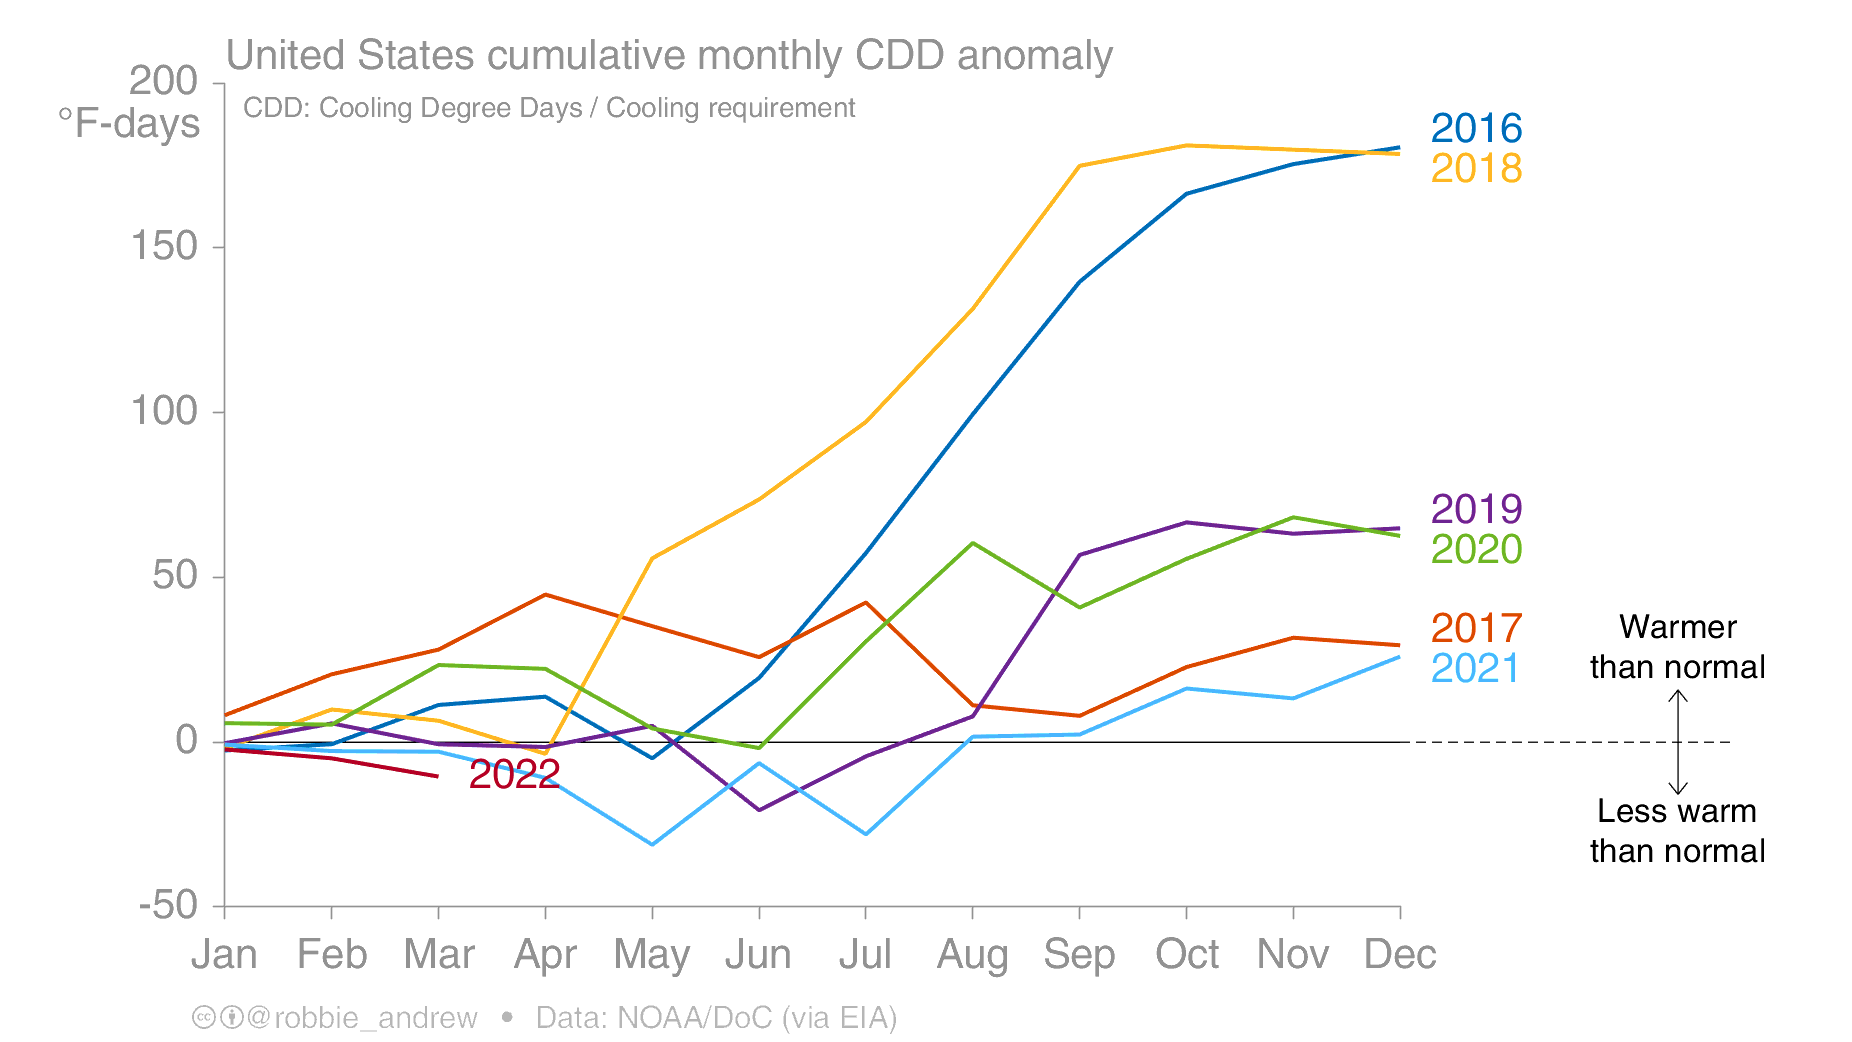 United States cumulative monthly CDD anomaly
200
°F-days
CDD: Cooling Degree Days / Cooling requirement
150
100
50
0
-50
2016
2018
2019
2020
2017
2021
2022
Warmer
than normal
Less warm
than normal
Jan Feb Mar Apr May Jun Jul Aug Sep Oct Nov Dec
cc @robbie_andrew • Data: NOAA/DoC (via EIA)